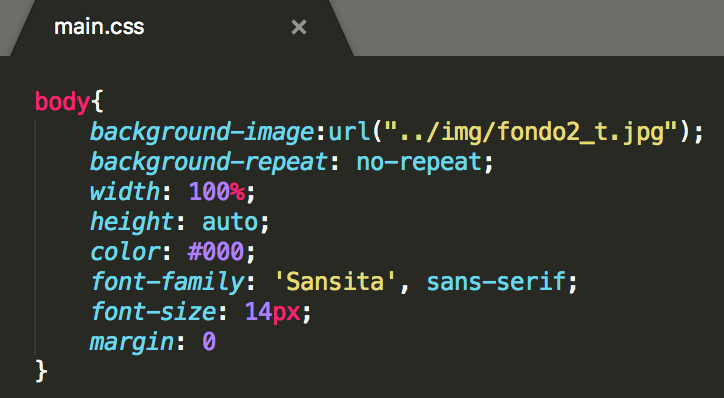 main.css ×
body{
    background-image:url("../img/fondo2_t.jpg");
    background-repeat: no-repeat;
    width: 100%;
    height: auto;
    color: #000;
    font-family: 'Sansita', sans-serif;
    font-size: 14px;
    margin: 0
}